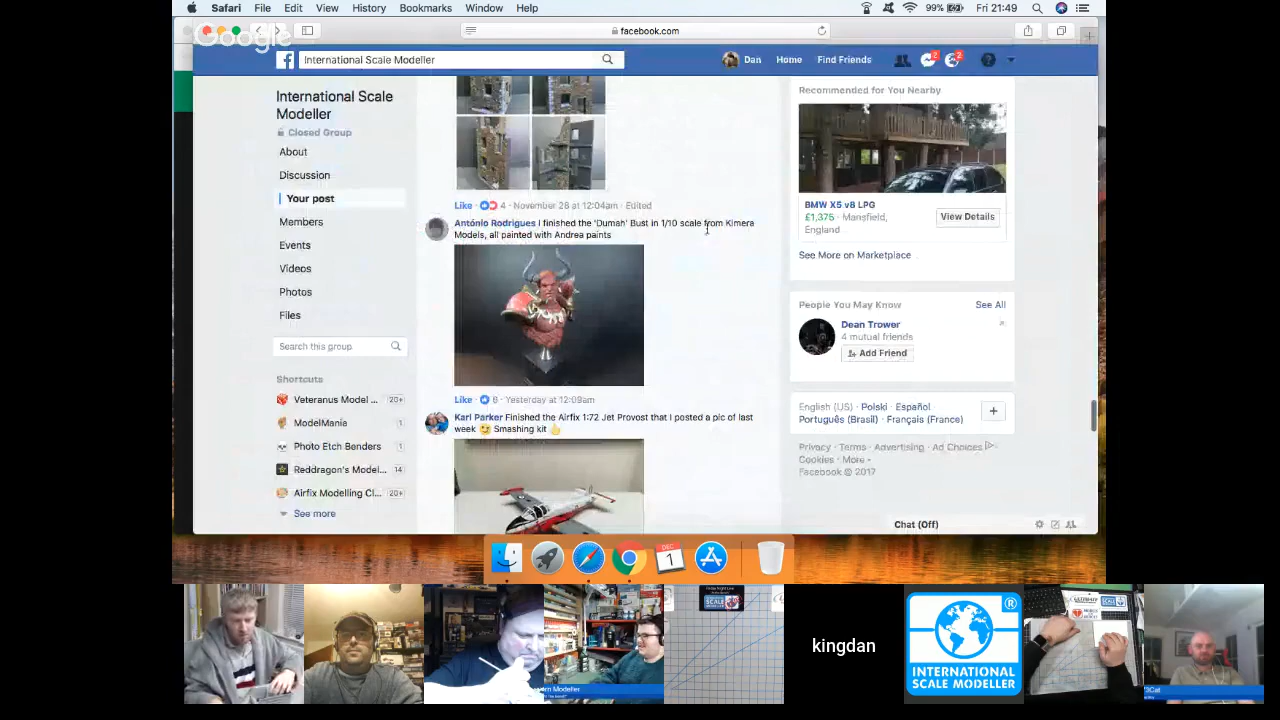 Safari File Edit View History Bookmarks Window Help
99% Fri 21:49
Google
facebook.com
International Scale Modeller
Dan Home Find Friends
2 2
International Scale
Modeller
Closed Group
About
Discussion
Your post
Members
Events
Videos
Photos
Files
Search this group
Shortcuts
Veteranus Model ... 20+
ModelMania 1
Photo Etch Benders 1
Reddragon's Model... 14
Airfix Modelling Cl... 20+
See more
Like · 4 · November 28 at 12:04am · Edited
António Rodrigues I finished the 'Dumah' Bust in 1/10 scale from Kimera
Models, all painted with Andrea paints
Like · 6 · Yesterday at 12:09am
Karl Parker Finished the Airfix 1:72 Jet Provost that I posted a pic of last
week 😉 Smashing kit 👍
Recommended for You Nearby
BMW X5 v8 LPG
£1,375 · Mansfield,
England
View Details
See More on Marketplace
People You May Know See All
Dean Trower
4 mutual friends
Add Friend
English (US) · Polski · Español ·
Português (Brasil) · Français (France)
Privacy · Terms · Advertising · Ad Choices
Cookies · More
Facebook © 2017
Chat (Off)
DEC
1
SCALE
Modeller
kingdan
INTERNATIONAL
SCALE MODELLER
®